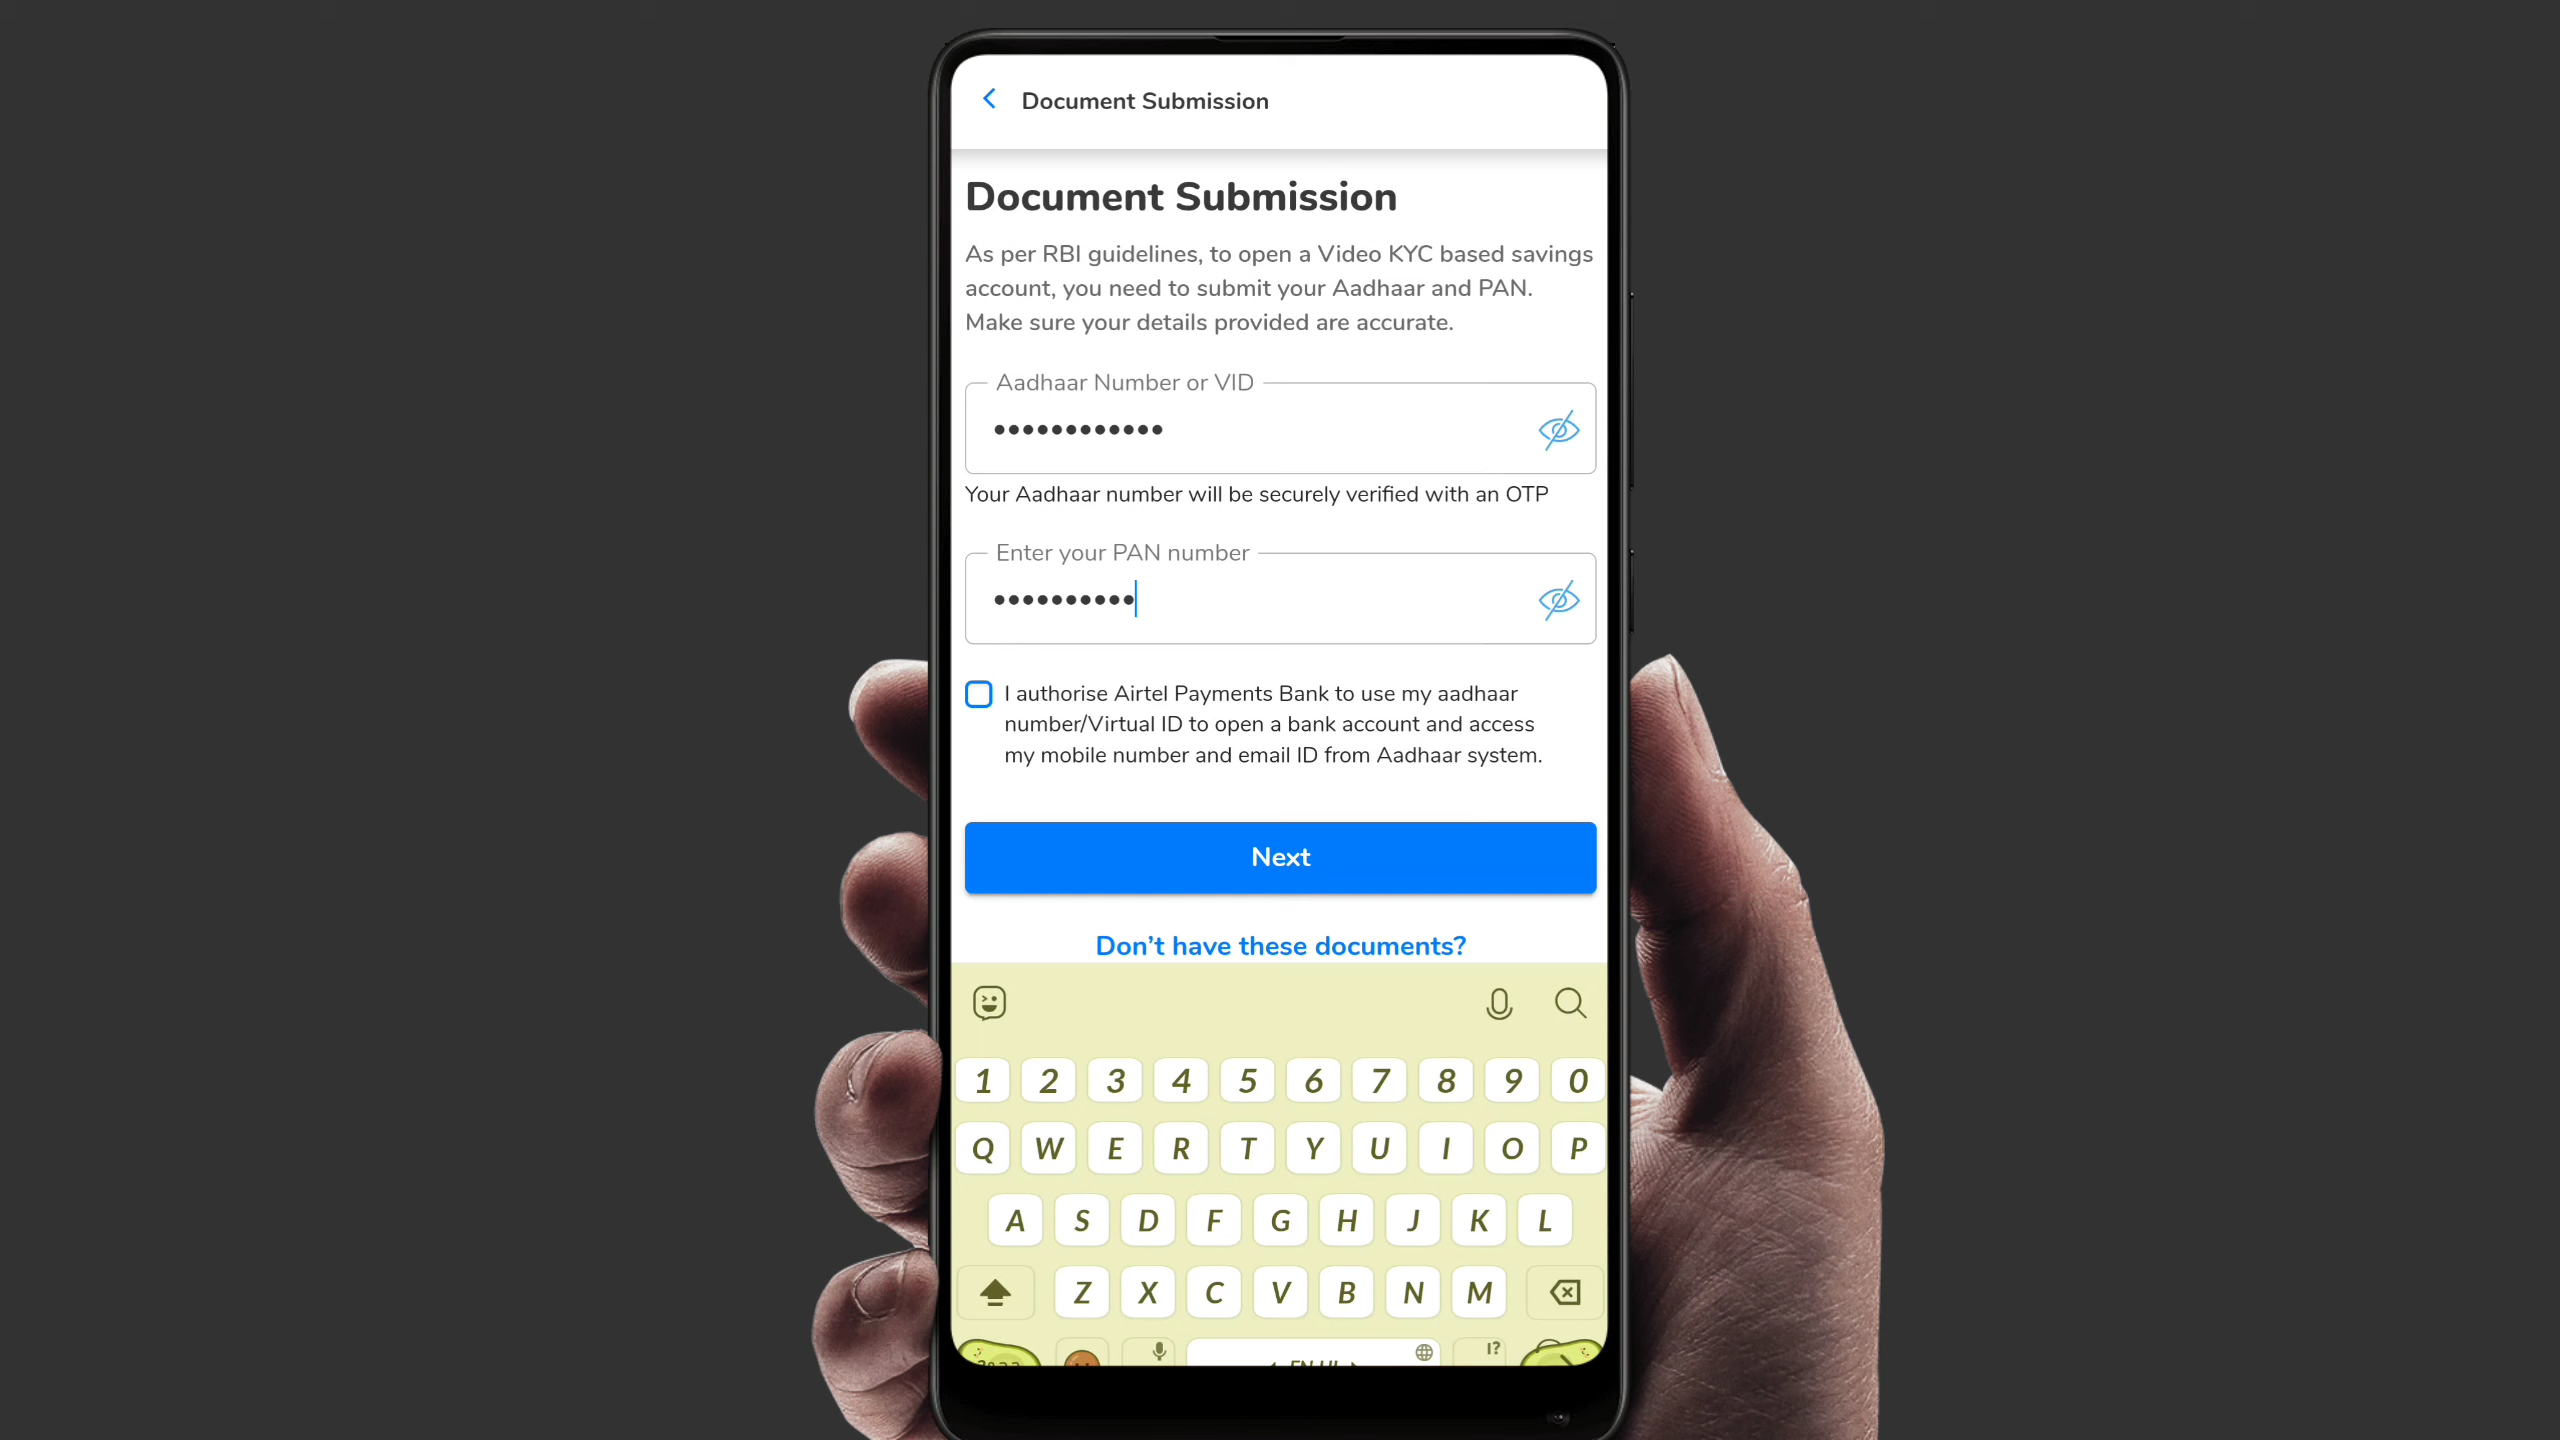 Document Submission
Document Submission
As per RBI guidelines, to open a Video KYC based savings
account, you need to submit your Aadhaar and PAN.
Make sure your details provided are accurate.
Aadhaar Number or VID
••••••••••••
Your Aadhaar number will be securely verified with an OTP
Enter your PAN number
••••••••••
I authorise Airtel Payments Bank to use my aadhaar
number/Virtual ID to open a bank account and access
my mobile number and email ID from Aadhaar system.
Next
Don’t have these documents?
1 2 3 4 5 6 7 8 9 0
Q W E R T Y U I O P
A S D F G H J K L
Z X C V B N M
!?